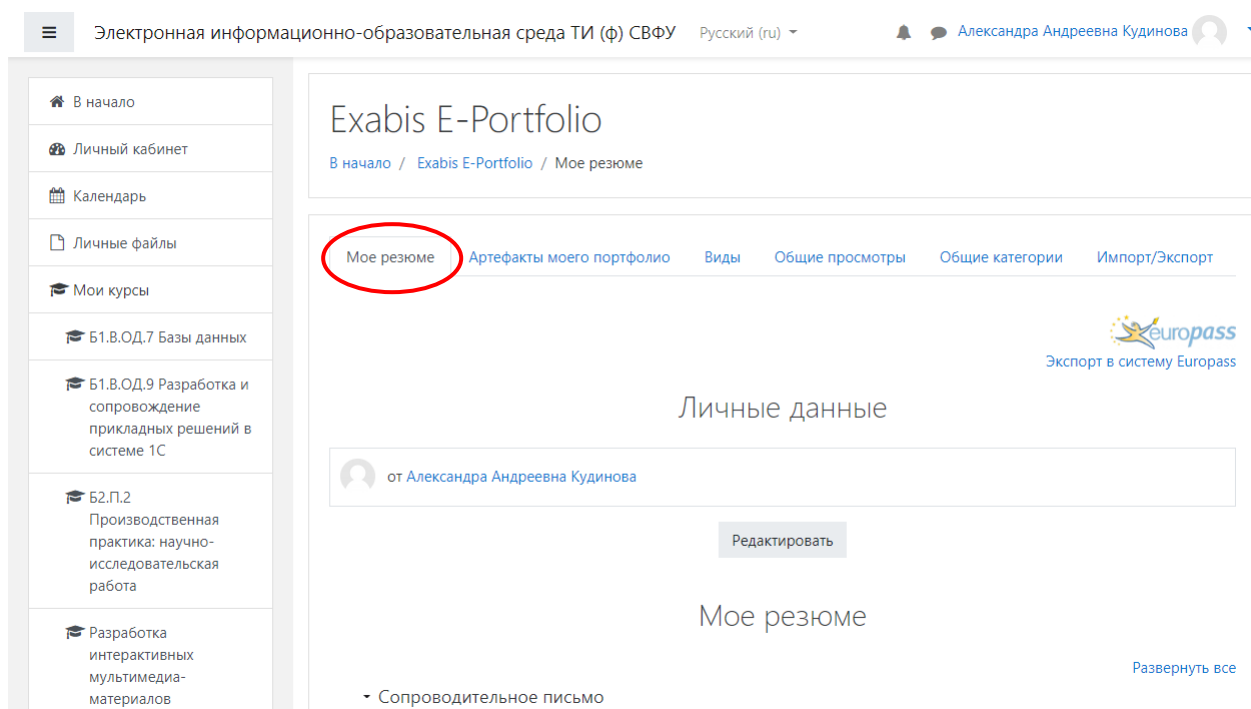 Электронная информационно-образовательная среда ТИ (ф) СВФУ Русский (ru) Александра Андреевна Кудинова
В начало
Личный кабинет
Календарь
Личные файлы
Мои курсы
Б1.В.ОД.7 Базы данных
Б1.В.ОД.9 Разработка и
сопровождение
прикладных решений в
системе 1С
Б2.П.2
Производственная
практика: научно-
исследовательская
работа
Разработка
интерактивных
мультимедиа-
материалов
Exabis E-Portfolio
В начало / Exabis E-Portfolio / Мое резюме
Мое резюме Артефакты моего портфолио Виды Общие просмотры Общие категории Импорт/Экспорт
europass
Экспорт в систему Europass
Личные данные
от Александра Андреевна Кудинова
Редактировать
Мое резюме
Развернуть все
Сопроводительное письмо